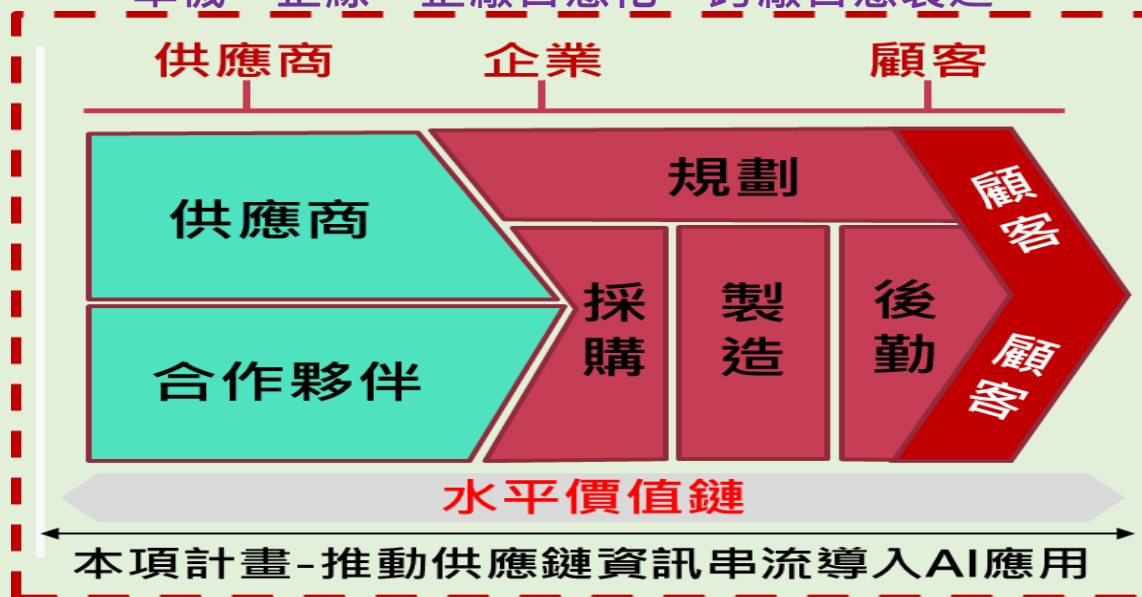 供應商 企業 顧客
供應商
規劃
顧客
合作夥伴
採購
製造
後勤
顧客
水平價值鏈
本項計畫-推動供應鏈資訊串流導入AI應用